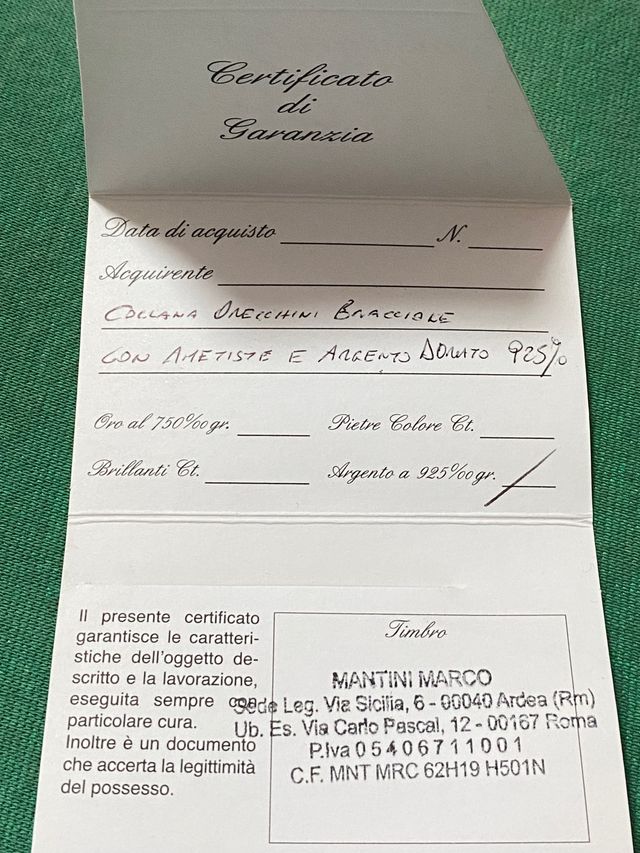 Certificato
di
Garanzia
Data di acquisto N.
Acquirente
COLLANA ORECCHINI BRACCIALE
CON AMETISTE E ARGENTO DORATO 925‰
Oro al 750‰ gr. Pietre Colore Ct.
Brillanti Ct. Argento a 925‰ gr.
Il presente certificato
garantisce le caratteri-
stiche dell'oggetto de-
scritto e la lavorazione,
eseguita sempre con
particolare cura.
Inoltre è un documento
che accerta la legittimità
del possesso.
Timbro
MANTINI MARCO
Sede Leg. Via Sicilia, 6 - 00040 Ardea (Rm)
Ub. Es. Via Carlo Pascal, 12 - 00167 Roma
P.Iva 05406711001
C.F. MNT MRC 62H19 H501N